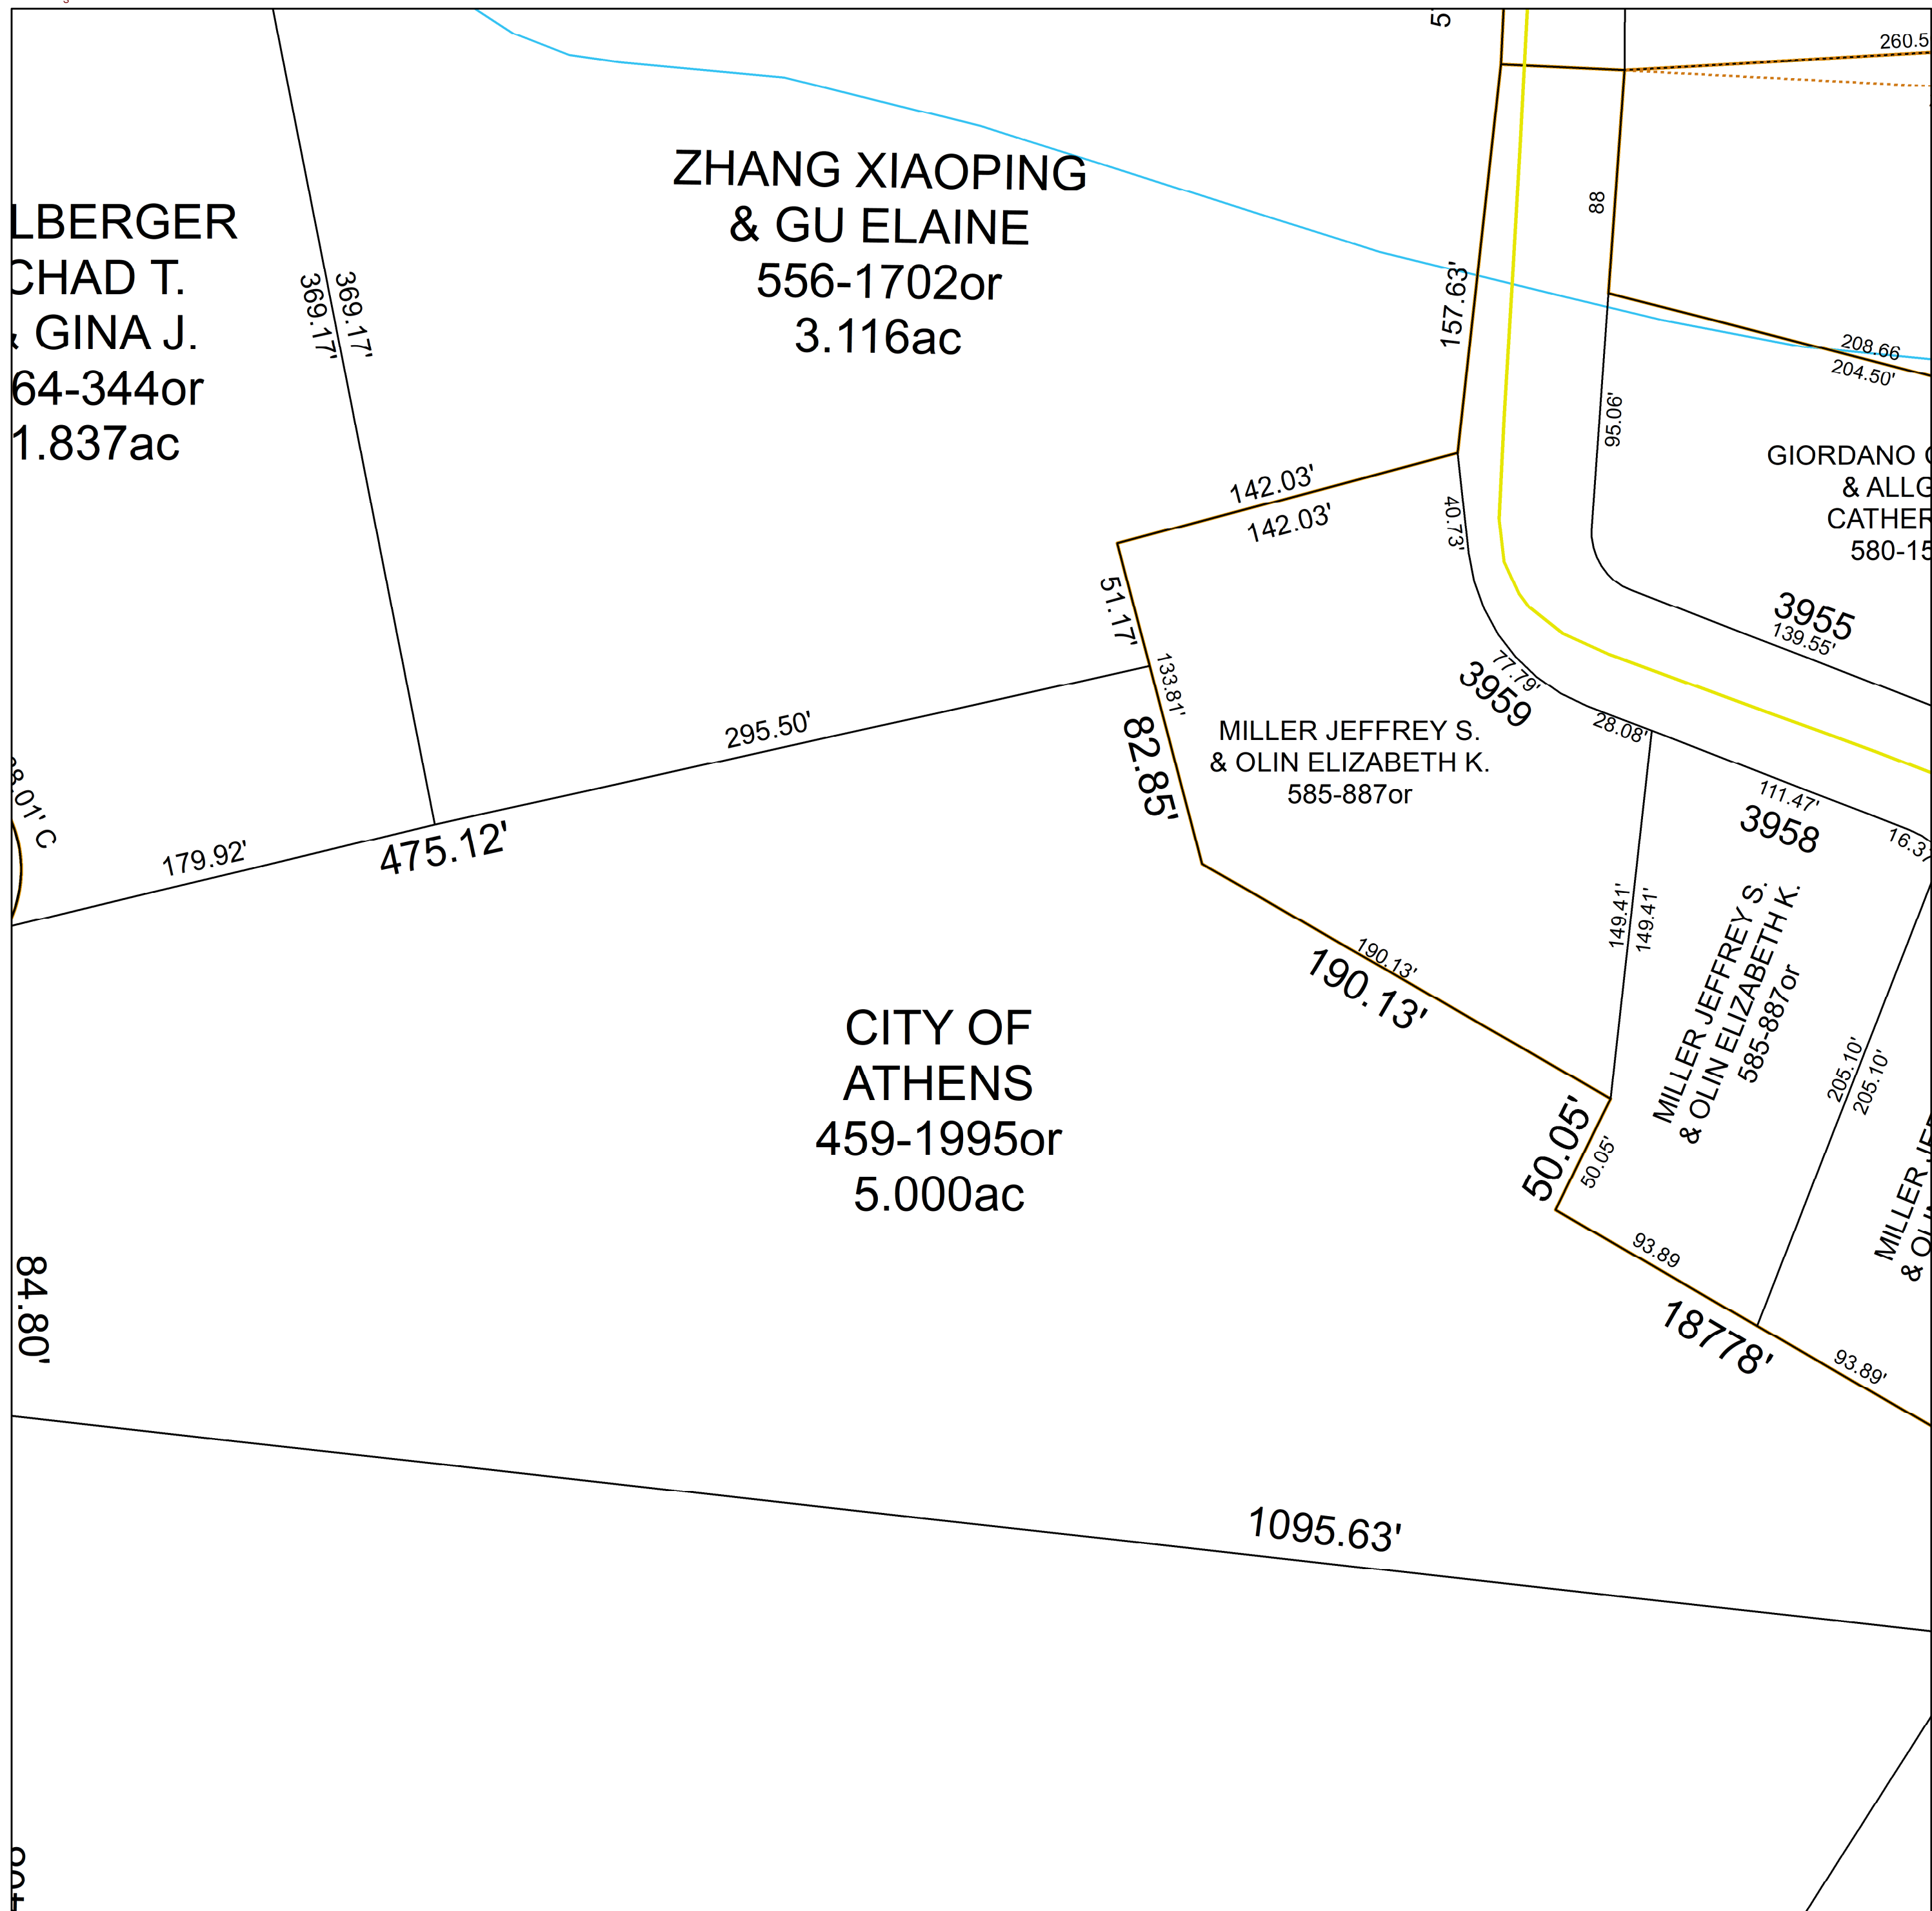 260.5
ZHANG XIAOPING
& GU ELAINE
556-1702or
3.116ac
LBERGER
CHAD T.
& GINA J.
64-344or
1.837ac
369.17'
369.17'
88
157.63'
208.66
204.50'
95.06'
GIORDANO
& ALLG
CATHER
580-15
142.03'
142.03'
40.73'
51.17'
133.81'
82.85'
3955
139.55'
77.79'
3959
28.08'
MILLER JEFFREY S.
& OLIN ELIZABETH K.
585-887or
295.50'
179.92'
475.12'
8.01' C
111.47'
3958
16.37
149.41'
149.41'
MILLER JEFFREY S.
& OLIN ELIZABETH K.
585-887or
190.13'
190.13'
CITY OF
ATHENS
459-1995or
5.000ac
50.05'
50.05'
205.10'
205.10'
MILLER
93.89
18778'
93.89'
84.80'
1095.63'